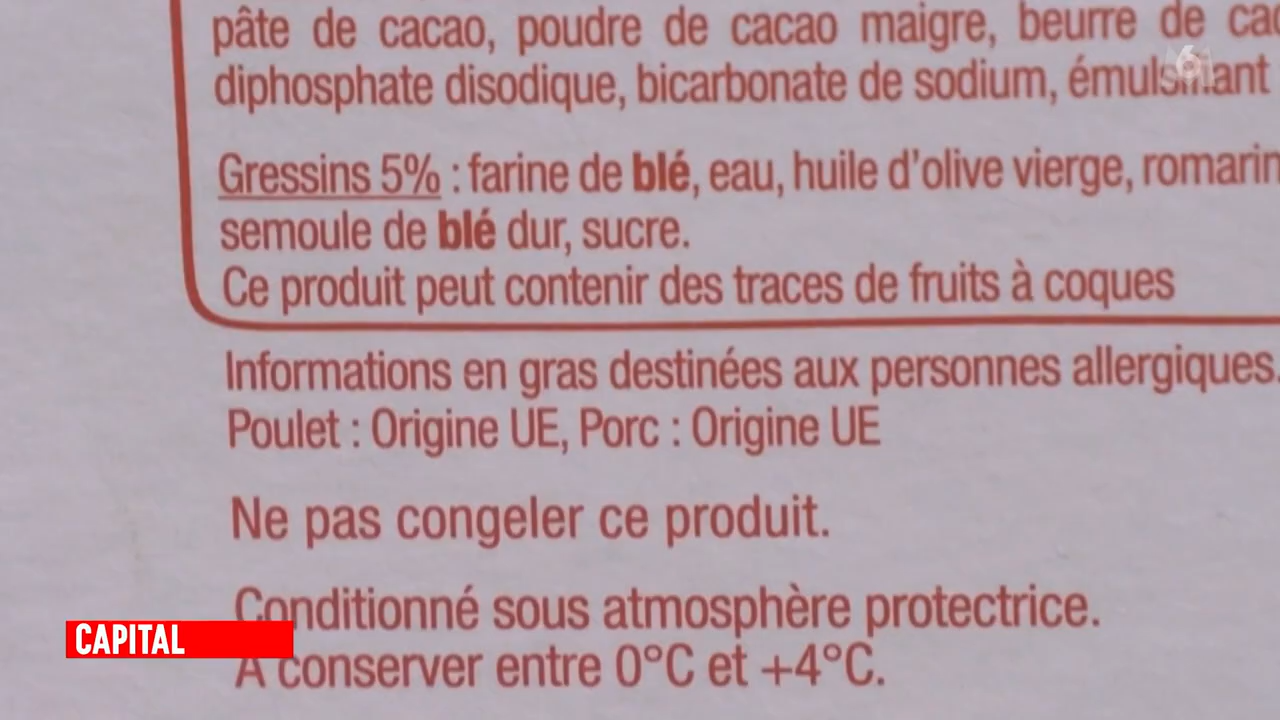 pâte de cacao, poudre de cacao maigre, beurre de
diphosphate disodique, bicarbonate de sodium, émulsifiant
Gressins 5% : farine de blé, eau, huile d'olive vierge, romarin
semoule de blé dur, sucre.
Ce produit peut contenir des traces de fruits à coques
Informations en gras destinées aux personnes allergiques.
Poulet : Origine UE, Porc : Origine UE
Ne pas congeler ce produit.
Conditionné sous atmosphère protectrice.
CAPITAL
A conserver entre 0°C et +4°C.